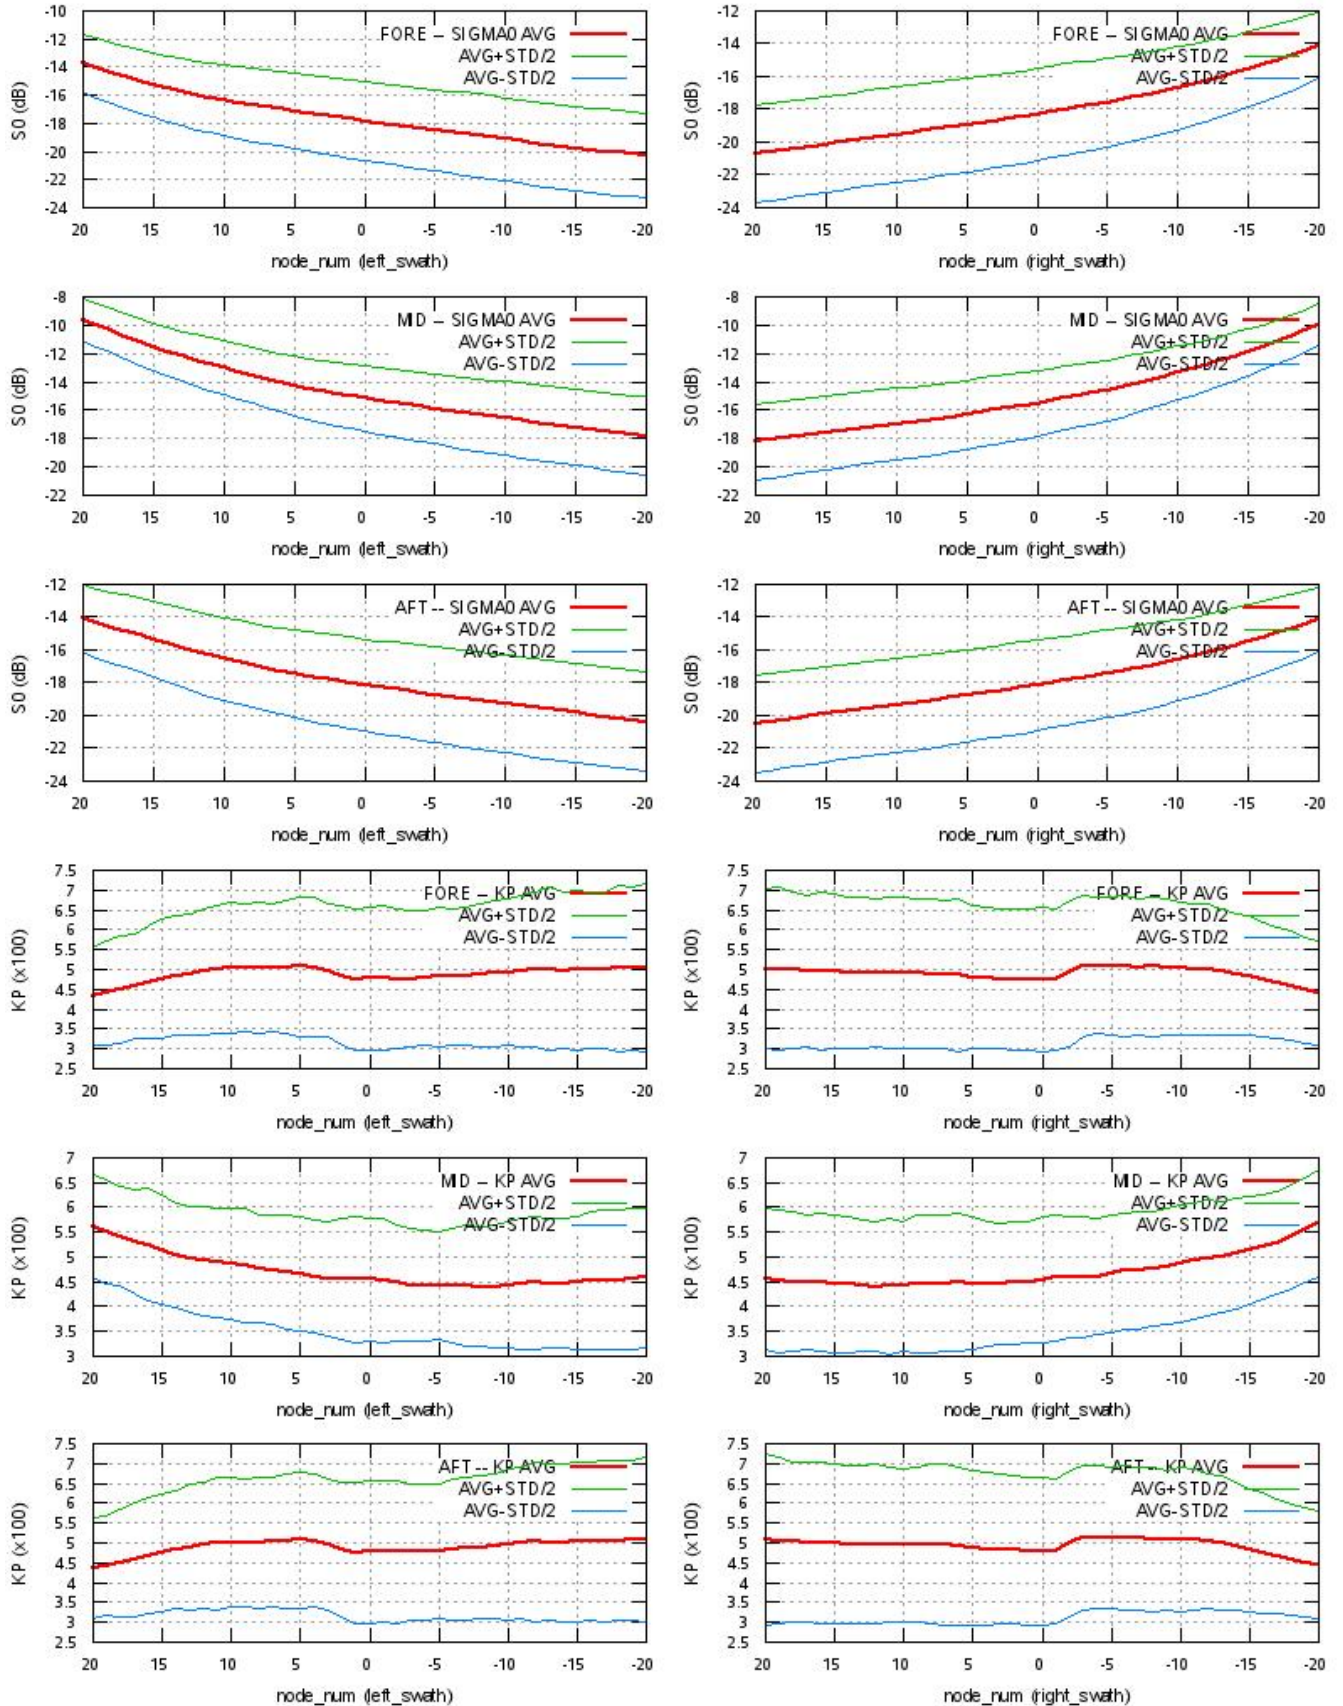 FORE -- SIGMA0 AVG
AVG+STD/2
AVG-STD/2
S0 (dB)
-10
-12
-14
-16
-18
-20
-22
-24
20 15 10 5 0 -5 -10 -15 -20
node_num (left_swath)
FORE -- SIGMA0 AVG
AVG+STD/2
AVG-STD/2
S0 (dB)
-12
-14
-16
-18
-20
-22
-24
20 15 10 5 0 -5 -10 -15 -20
node_num (right_swath)
MID -- SIGMA0 AVG
AVG+STD/2
AVG-STD/2
S0 (dB)
-8
-10
-12
-14
-16
-18
-20
-22
20 15 10 5 0 -5 -10 -15 -20
node_num (left_swath)
MID -- SIGMA0 AVG
AVG+STD/2
AVG-STD/2
S0 (dB)
-8
-10
-12
-14
-16
-18
-20
-22
20 15 10 5 0 -5 -10 -15 -20
node_num (right_swath)
AFT -- SIGMA0 AVG
AVG+STD/2
AVG-STD/2
S0 (dB)
-12
-14
-16
-18
-20
-22
-24
20 15 10 5 0 -5 -10 -15 -20
node_num (left_swath)
AFT -- SIGMA0 AVG
AVG+STD/2
AVG-STD/2
S0 (dB)
-12
-14
-16
-18
-20
-22
-24
20 15 10 5 0 -5 -10 -15 -20
node_num (right_swath)
FORE -- KP AVG
AVG+STD/2
AVG-STD/2
KP (x100)
7.5
7
6.5
6
5.5
5
4.5
4
3.5
3
2.5
20 15 10 5 0 -5 -10 -15 -20
node_num (left_swath)
FORE -- KP AVG
AVG+STD/2
AVG-STD/2
KP (x100)
7.5
7
6.5
6
5.5
5
4.5
4
3.5
3
2.5
20 15 10 5 0 -5 -10 -15 -20
node_num (right_swath)
MID -- KP AVG
AVG+STD/2
AVG-STD/2
KP (x100)
7
6.5
6
5.5
5
4.5
4
3.5
3
20 15 10 5 0 -5 -10 -15 -20
node_num (left_swath)
MID -- KP AVG
AVG+STD/2
AVG-STD/2
KP (x100)
7
6.5
6
5.5
5
4.5
4
3.5
3
20 15 10 5 0 -5 -10 -15 -20
node_num (right_swath)
AFT -- KP AVG
AVG+STD/2
AVG-STD/2
KP (x100)
7.5
7
6.5
6
5.5
5
4.5
4
3.5
3
2.5
20 15 10 5 0 -5 -10 -15 -20
node_num (left_swath)
AFT -- KP AVG
AVG+STD/2
AVG-STD/2
KP (x100)
7.5
7
6.5
6
5.5
5
4.5
4
3.5
3
2.5
20 15 10 5 0 -5 -10 -15 -20
node_num (right_swath)